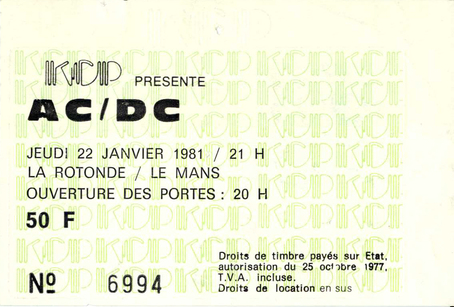 KCP PRESENTE
AC/DC
JEUDI 22 JANVIER 1981 / 21 H
LA ROTONDE / LE MANS
OUVERTURE DES PORTES : 20 H
50 F
Droits de timbre payés sur Etat,
autorisation du 25 octobre 1977.
T.V.A. incluse.
Droits de location en sus
Nº 6994